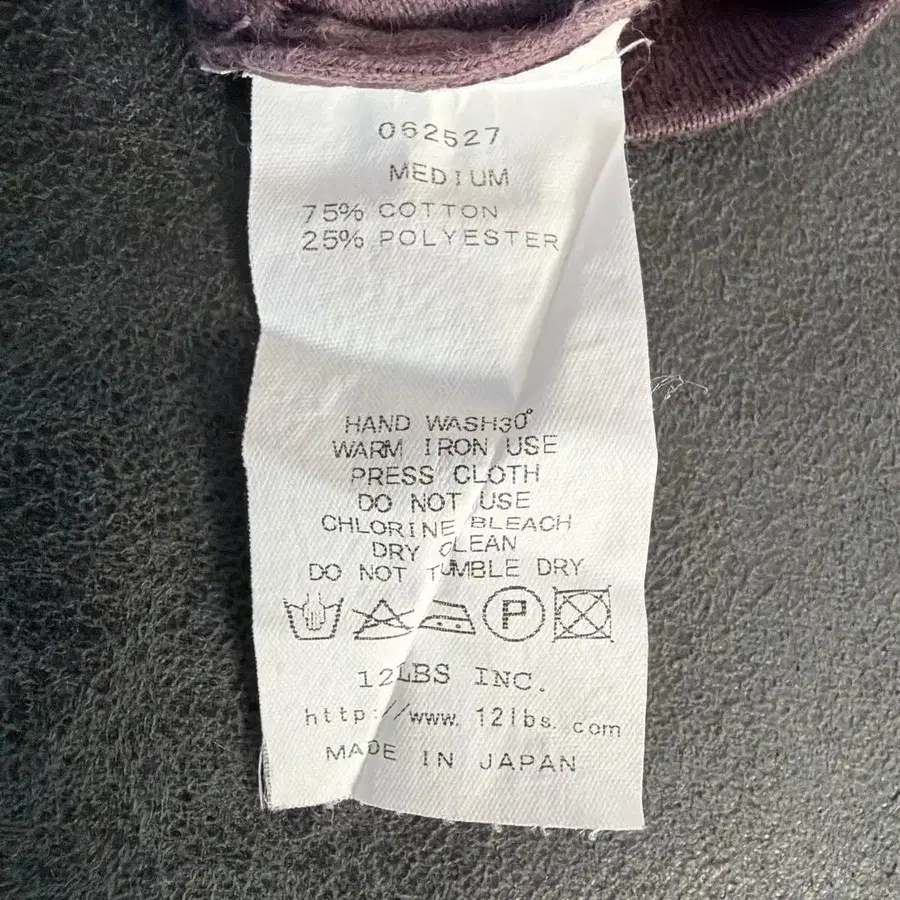 062527
MEDIUM
75% COTTON
25% POLYESTER
HAND WASH30°
WARM IRON USE
PRESS CLOTH
DO NOT USE
CHLORINE BLEACH
DRY CLEAN
DO NOT TUMBLE DRY
P
12LBS INC.
http://www.12lbs.com
MADE IN JAPAN